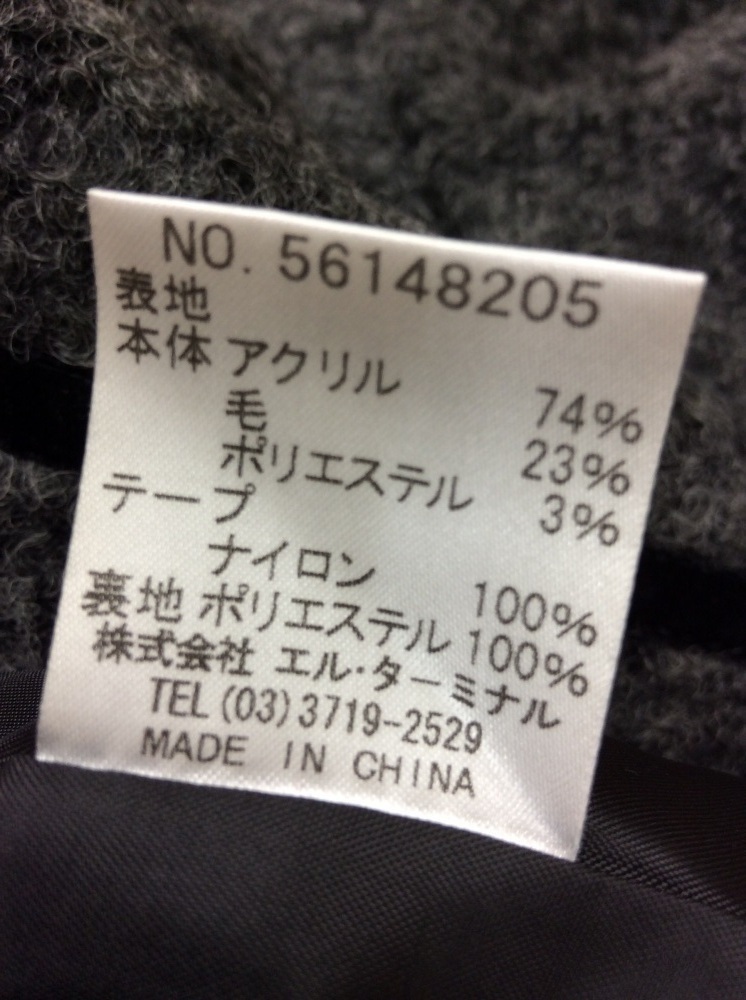 NO. 56148205
表地
本体 アクリル 74%
毛 23%
ポリエステル 3%
テープ
ナイロン 100%
裏地 ポリエステル 100%
株式会社 エル・ターミナル
TEL (03) 3719-2529
MADE IN CHINA